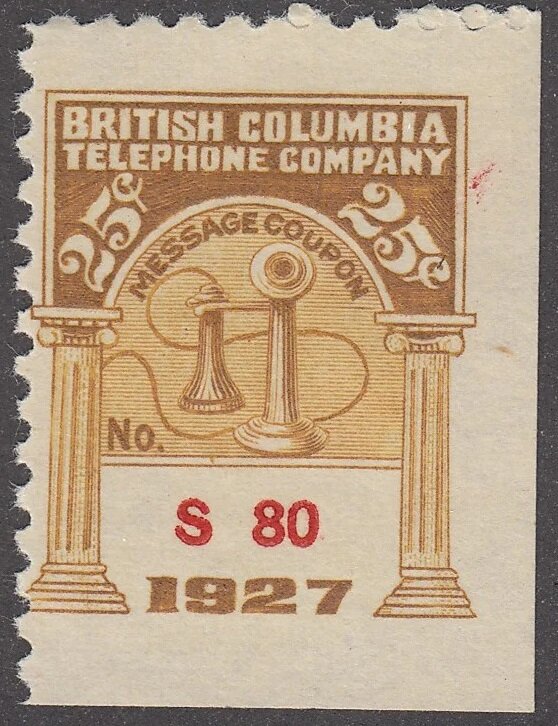 BRITISH COLUMBIA
TELEPHONE COMPANY
25¢ 25¢
MESSAGE COUPON
No.
S 80
1927